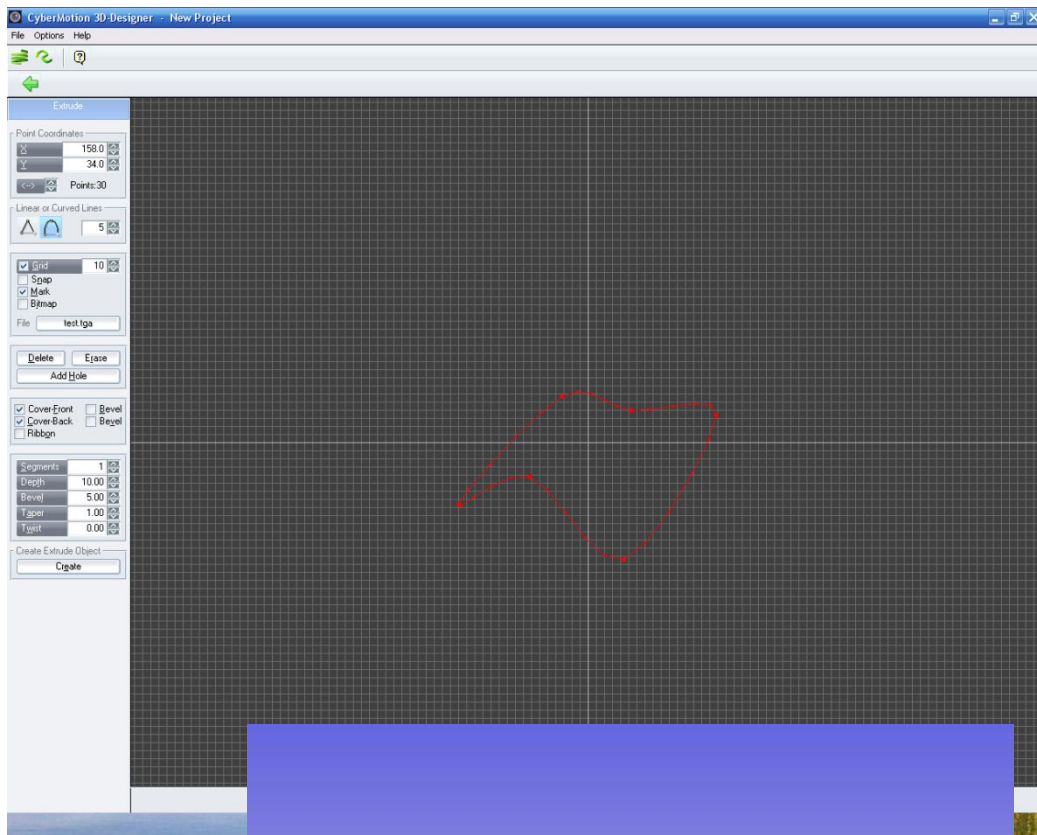 CyberMotion 3D-Designer - New Project
File Options Help
Extrude
Point Coordinates
X 158.0
Y 34.0
<-> Points:30
Linear or Curved Lines
5
Grid 10
Snap
Mark
Bitmap
File test.tga
Delete Erase
Add Hole
Cover-Front Bevel
Cover-Back Bevel
Ribbon
Segments 1
Depth 10.00
Bevel 5.00
Taper 1.00
Twist 0.00
Create Extrude Object
Create